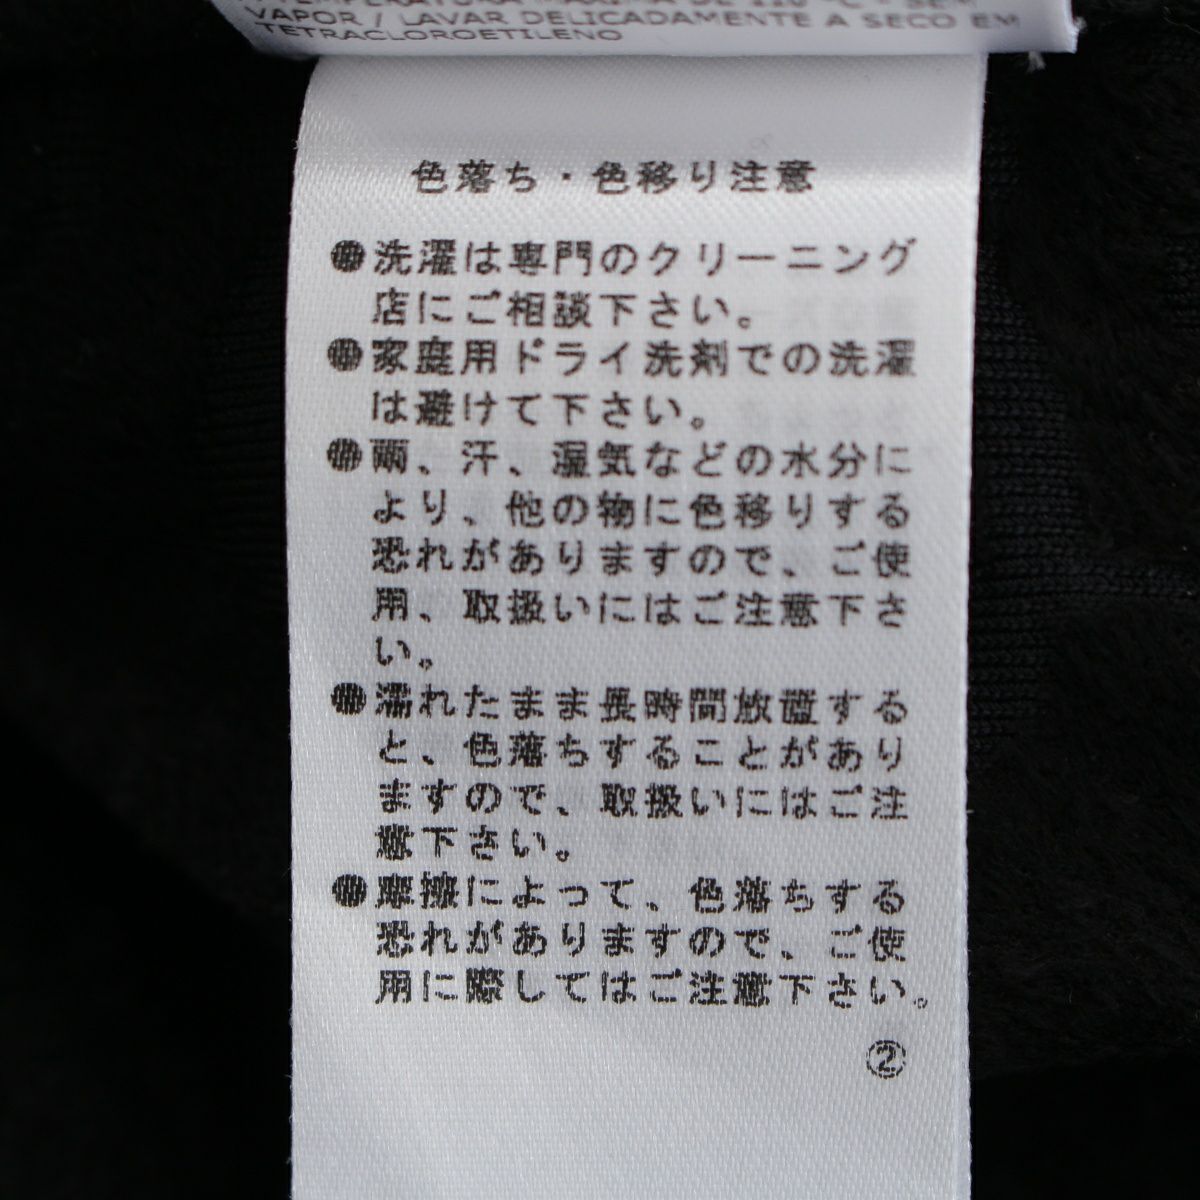 TEMPERATURA MÁXIMA DE 110 °C - SEM
VAPOR / LAVAR DELICADAMENTE A SECO EM
TETRACLOROETILENO
色落ち・色移り注意
●洗濯は専門のクリーニング
店にご相談下さい。
●家庭用ドライ洗剤での洗濯
は避けて下さい。
●雨、汗、湿気などの水分に
より、他の物に色移りする
恐れがありますので、ご使
用、取扱いにはご注意下さ
い。
●濡れたまま長時間放置する
と、色落ちすることがあり
ますので、取扱いにはご注
意下さい。
●摩擦によって、色落ちする
恐れがありますので、ご使
用に際してはご注意下さい。
②